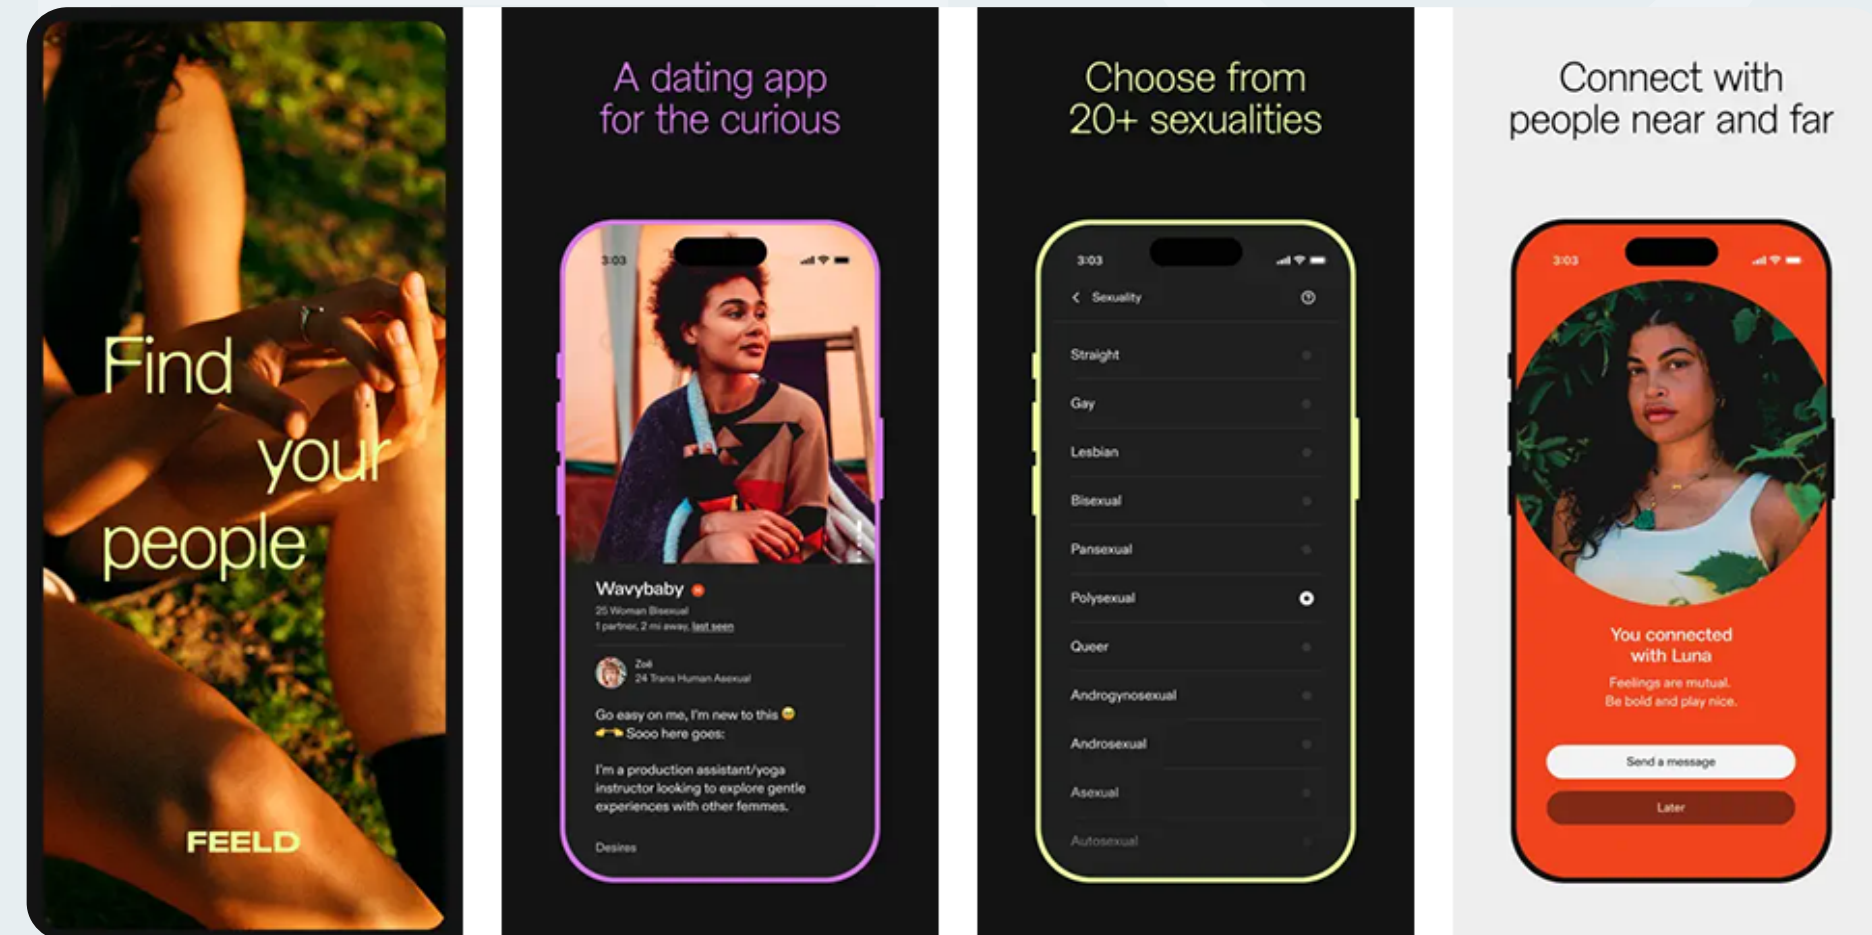 Find
your
people
FEELD
A dating app
for the curious
3:03
Wavybaby
25 Woman Bisexual
1 partner, 2 mi away, last seen
Zoë
24 Trans Human Asexual
Go easy on me, I'm new to this 😊
Sooo here goes:
I'm a production assistant/yoga
instructor looking to explore gentle
experiences with other femmes.
Desires
Choose from
20+ sexualities
3:03
Sexuality
Straight
Gay
Lesbian
Bisexual
Pansexual
Polysexual
Queer
Androgynosexual
Androsexual
Asexual
Autosexual
Connect with
people near and far
3:03
You connected
with Luna
Feelings are mutual.
Be bold and play nice.
Send a message
Later